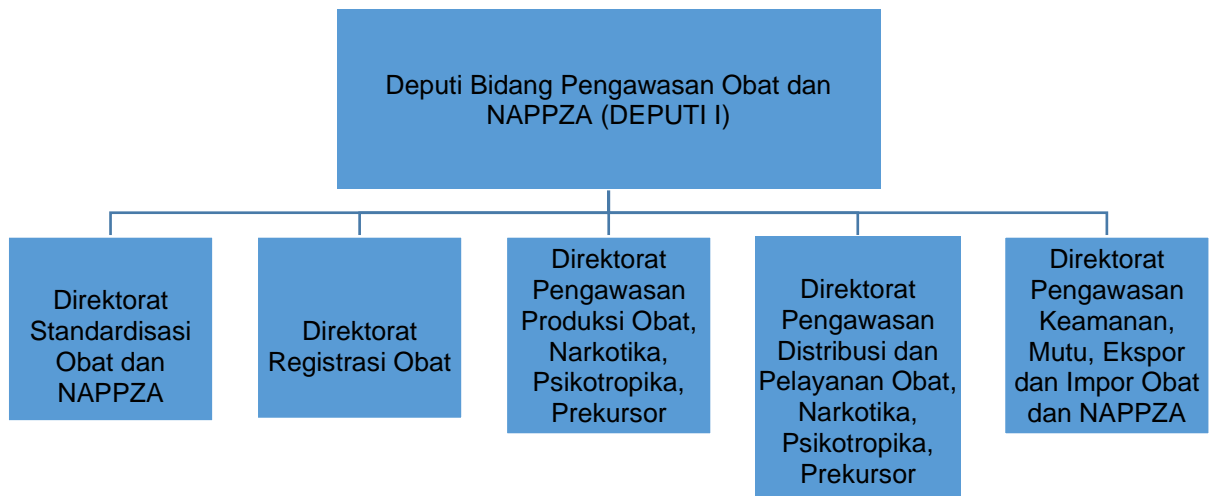 Deputi Bidang Pengawasan Obat dan
NAPPZA (DEPUTI I)
Direktorat
Standardisasi
Obat dan
NAPPZA
Direktorat
Registrasi Obat
Direktorat
Pengawasan
Produksi Obat,
Narkotika,
Psikotropika,
Prekursor
Direktorat
Pengawasan
Distribusi dan
Pelayanan Obat,
Narkotika,
Psikotropika,
Prekursor
Direktorat
Pengawasan
Keamanan,
Mutu, Ekspor
dan Impor Obat
dan NAPPZA